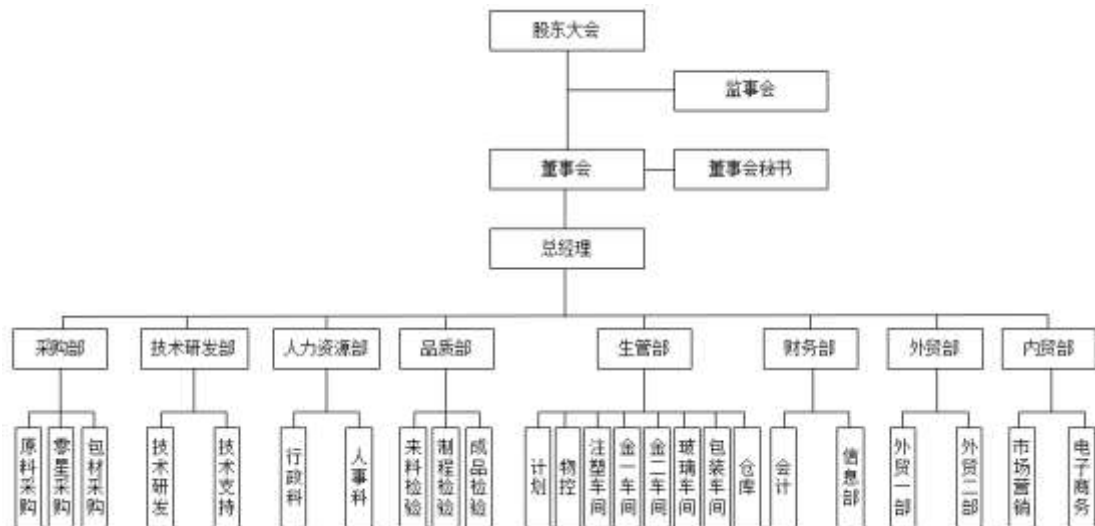 股东大会
监事会
董事会
董事会秘书
总经理
采购部
技术研发部
人力资源部
品质部
生管部
财务部
外贸部
内贸部
原料采购
零星采购
包材采购
技术研发
技术支持
行政科
人事科
来料检验
制程检验
成品检验
计划
物控
注塑车间
金一车间
金二车间
玻璃车间
包装车间
仓库
会计
信息部
外贸一部
外贸二部
市场营销
电子商务